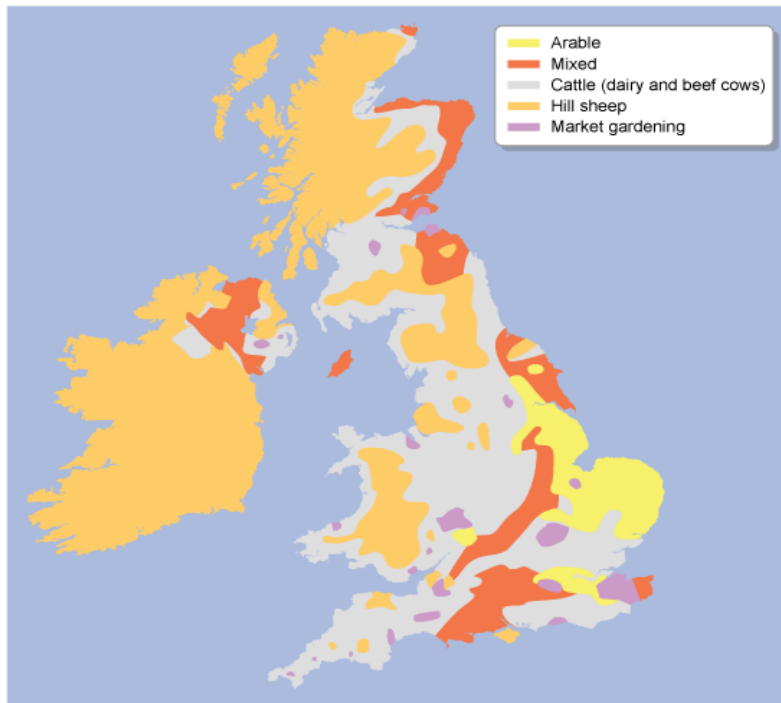 Arable
Mixed
Cattle (dairy and beef cows)
Hill sheep
Market gardening